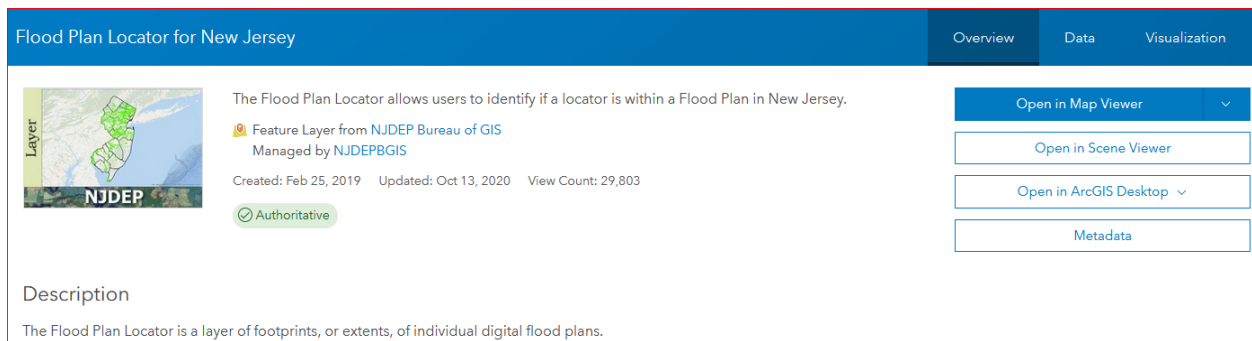 Flood Plan Locator for New Jersey
Overview
Data
Visualization
Layer
NJDEP
The Flood Plan Locator allows users to identify if a locator is within a Flood Plan in New Jersey.
Feature Layer from NJDEP Bureau of GIS
Managed by NJDEPBGIS
Created: Feb 25, 2019 Updated: Oct 13, 2020 View Count: 29,803
Authoritative
Open in Map Viewer
Open in Scene Viewer
Open in ArcGIS Desktop
Metadata
Description
The Flood Plan Locator is a layer of footprints, or extents, of individual digital flood plans.